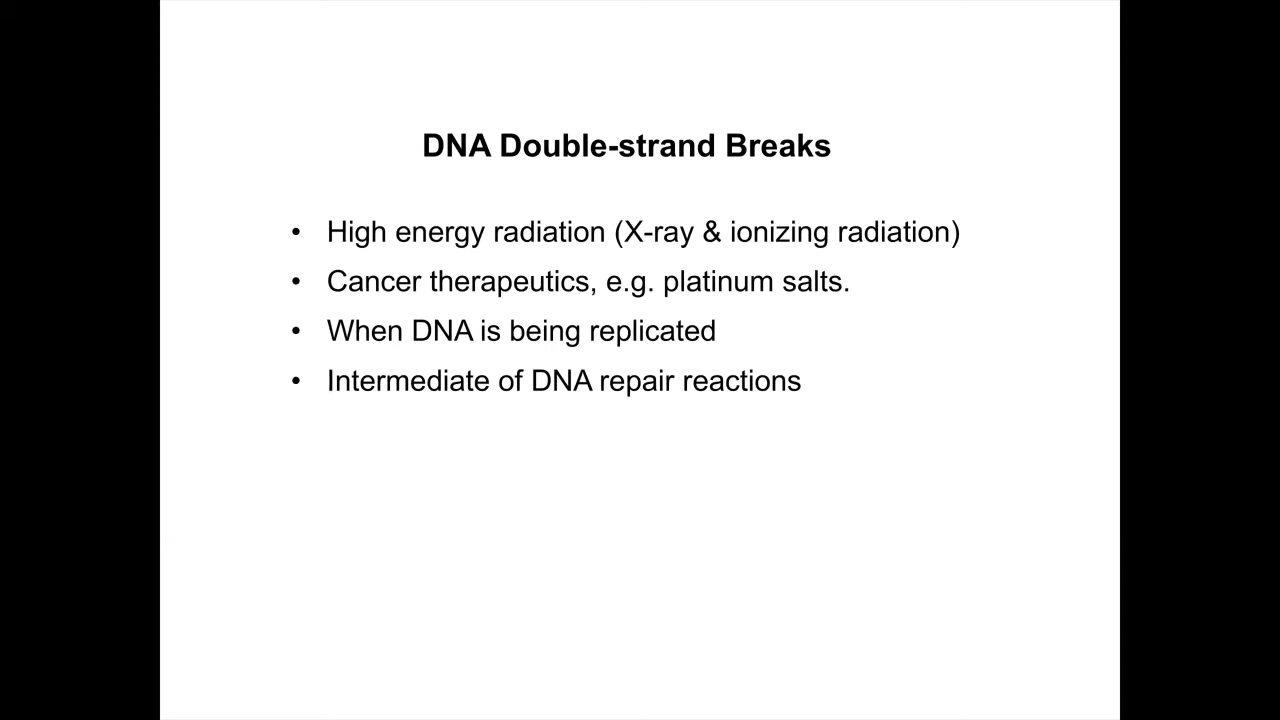 DNA Double-strand Breaks
• High energy radiation (X-ray & ionizing radiation)
• Cancer therapeutics, e.g. platinum salts.
• When DNA is being replicated
• Intermediate of DNA repair reactions